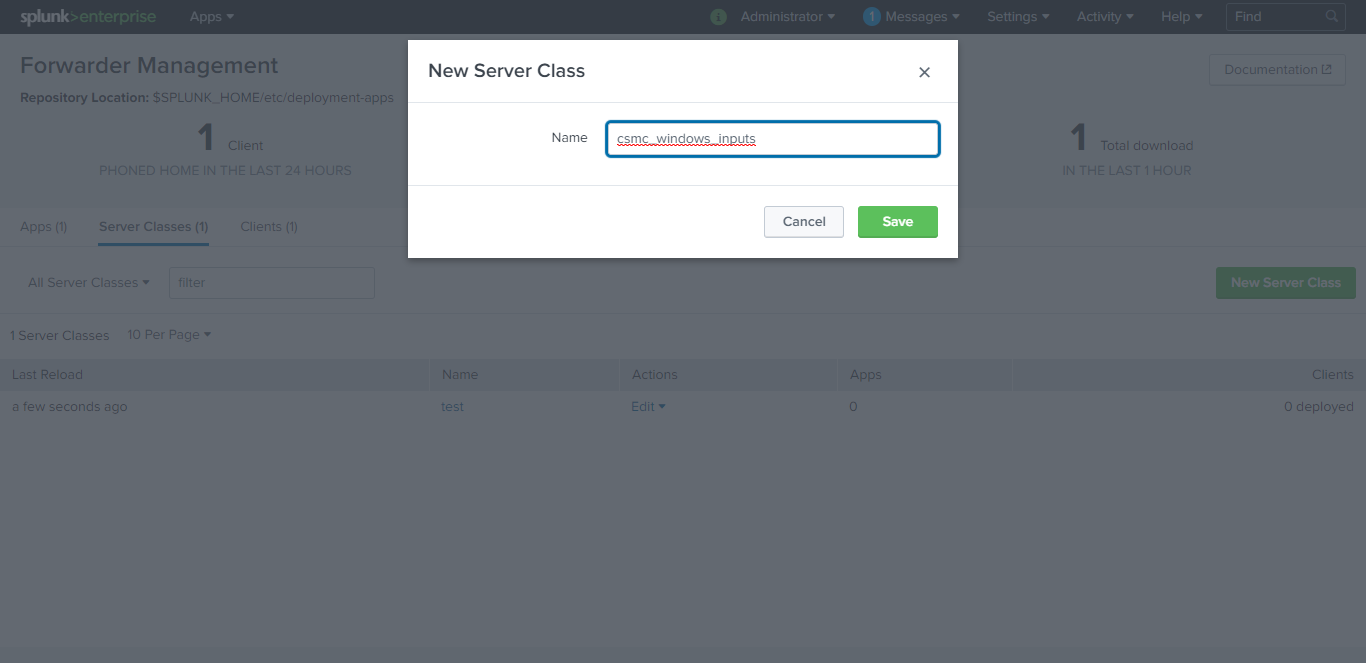 splunk>enterprise Apps i Administrator 1 Messages Settings Activity Help Find
New Server Class
Name csmc_windows_inputs
Cancel Save
Forwarder Management Documentation
Repository Location: $SPLUNK_HOME/etc/deployment-apps
1 Client 1 Total download
PHONED HOME IN THE LAST 24 HOURS IN THE LAST 1 HOUR
Apps (1) Server Classes (1) Clients (1)
All Server Classes filter New Server Class
1 Server Classes 10 Per Page
Last Reload Name Actions Apps Clients
a few seconds ago test Edit 0 0 deployed